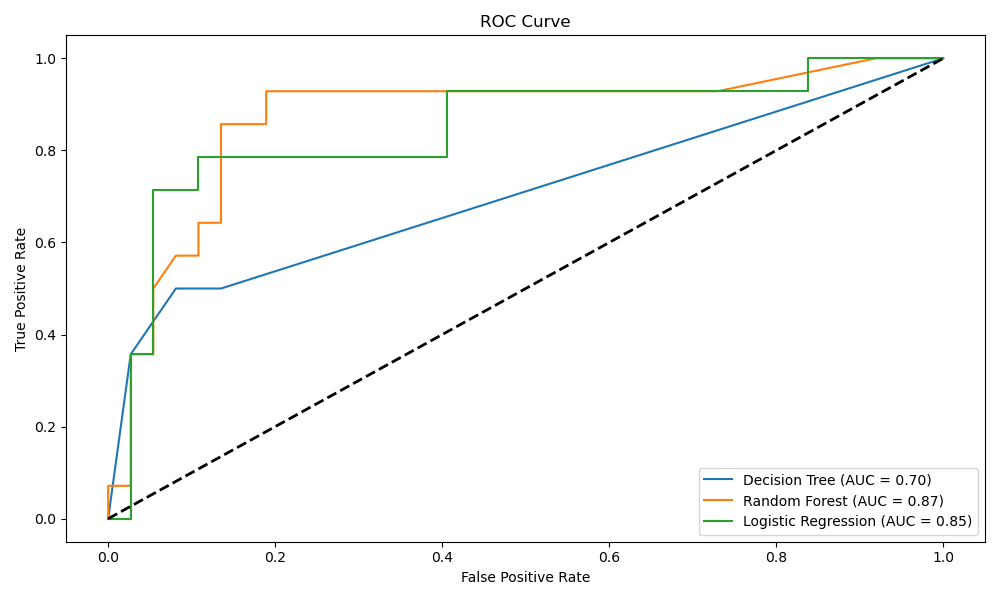 ROC Curve
1.0
0.8
0.6
0.4
0.2
0.0
True Positive Rate
Decision Tree (AUC = 0.70)
Random Forest (AUC = 0.87)
Logistic Regression (AUC = 0.85)
0.0 0.2 0.4 0.6 0.8 1.0
False Positive Rate